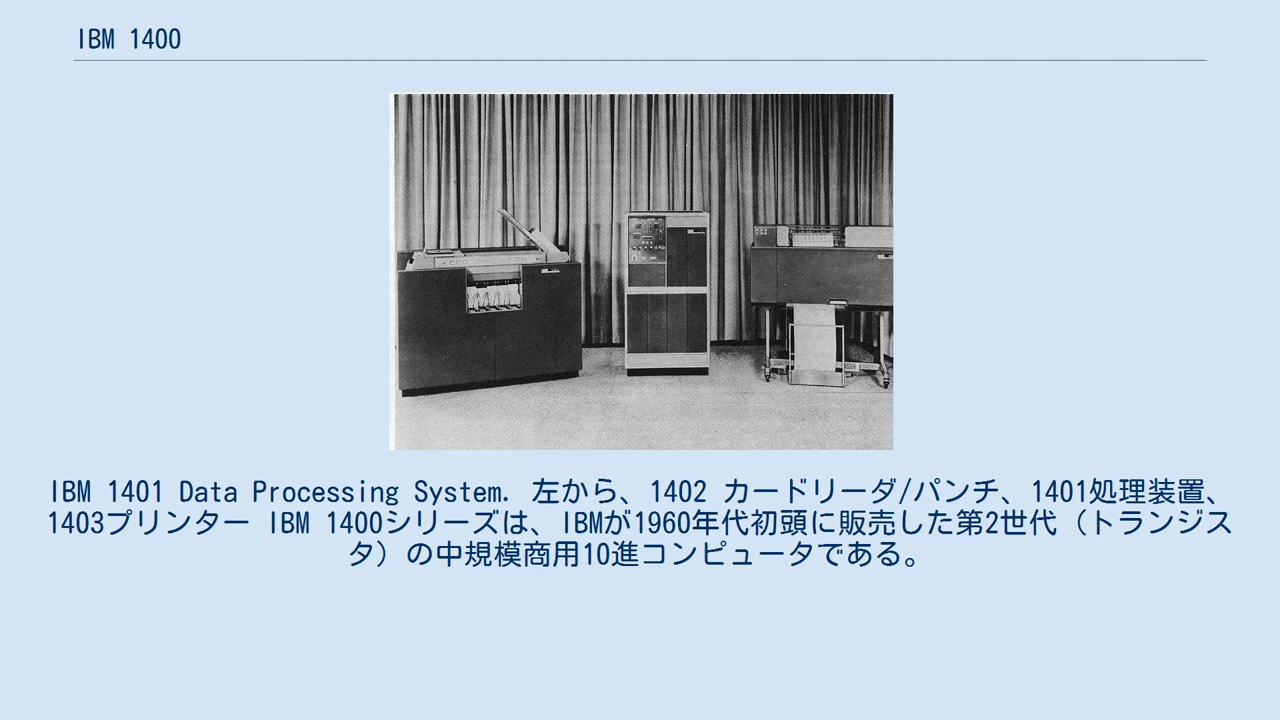 IBM 1400
IBM 1401 Data Processing System. 左から、1402 カードリーダ/パンチ、1401処理装置、
1403プリンター IBM 1400シリーズは、IBMが1960年代初頭に販売した第2世代（トランジス
タ）の中規模商用10進コンピュータである。